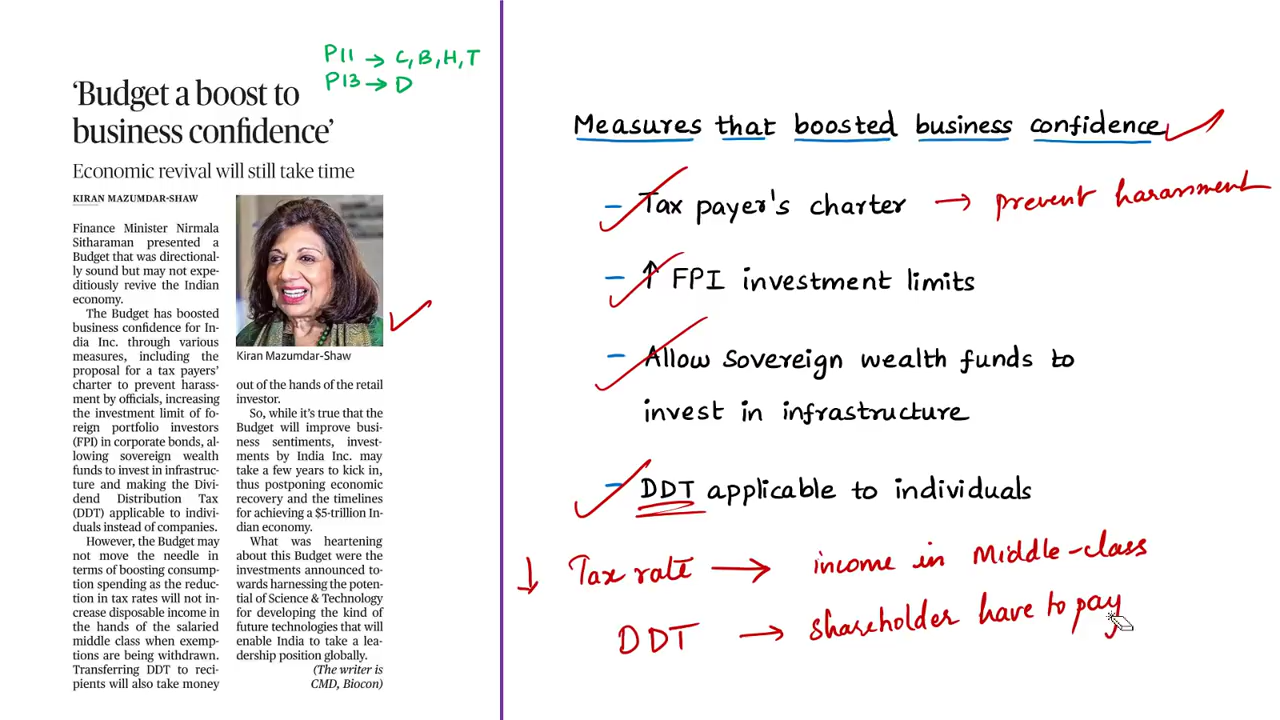 P11 → C, B, H, T
P13 → D
‘Budget a boost to
business confidence’
Economic revival will still take time
KIRAN MAZUMDAR-SHAW
Finance Minister Nirmala
Sitharaman presented a
Budget that was directional-
ly sound but may not expe-
ditiously revive the Indian
economy.
The Budget has boosted
business confidence for In-
dia Inc. through various
measures, including the
proposal for a tax payers’
charter to prevent harass-
ment by officials, increasing
the investment limit of fo-
reign portfolio investors
(FPI) in corporate bonds, al-
lowing sovereign wealth
funds to invest in infrastruc-
ture and making the Divi-
dend Distribution Tax
(DDT) applicable to indivi-
duals instead of companies.
However, the Budget may
not move the needle in
terms of boosting consump-
tion spending as the reduc-
tion in tax rates will not in-
crease disposable income in
the hands of the salaried
middle class when exemp-
tions are being withdrawn.
Transferring DDT to reci-
pients will also take money
Kiran Mazumdar-Shaw
out of the hands of the retail
investor.
So, while it’s true that the
Budget will improve busi-
ness sentiments, invest-
ments by India Inc. may
take a few years to kick in,
thus postponing economic
recovery and the timelines
for achieving a $5-trillion In-
dian economy.
What was heartening
about this Budget were the
investments announced to-
wards harnessing the poten-
tial of Science & Technology
for developing the kind of
future technologies that will
enable India to take a lea-
dership position globally.
(The writer is
CMD, Biocon)
Measures that boosted business confidence
- Tax payer's charter → prevent harassment
- ↑ FPI investment limits
- Allow sovereign wealth funds to
invest in infrastructure
- DDT applicable to individuals
↓ Tax rate → income in Middle-class
DDT → shareholder have to pay